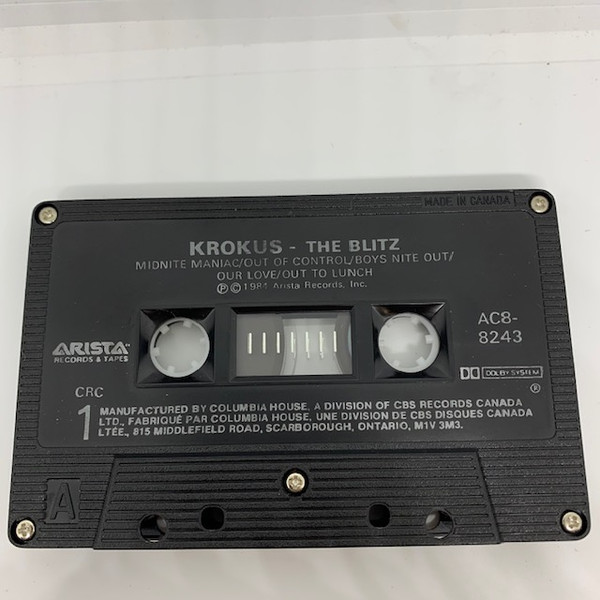 MADE IN CANADA
KROKUS - THE BLITZ
MIDNITE MANIAC/OUT OF CONTROL/BOYS NITE OUT/
OUR LOVE/OUT TO LUNCH
Ⓟ © 1984 Arista Records, Inc.
ARISTA™
RECORDS & TAPES
AC8-
8243
DOLBY SYSTEM
®
CRC
1
MANUFACTURED BY COLUMBIA HOUSE, A DIVISION OF CBS RECORDS CANADA
LTD., FABRIQUÉ PAR COLUMBIA HOUSE, UNE DIVISION DE CBS DISQUES CANADA
LTÉE., 815 MIDDLEFIELD ROAD, SCARBOROUGH, ONTARIO, M1V 3M3.
A